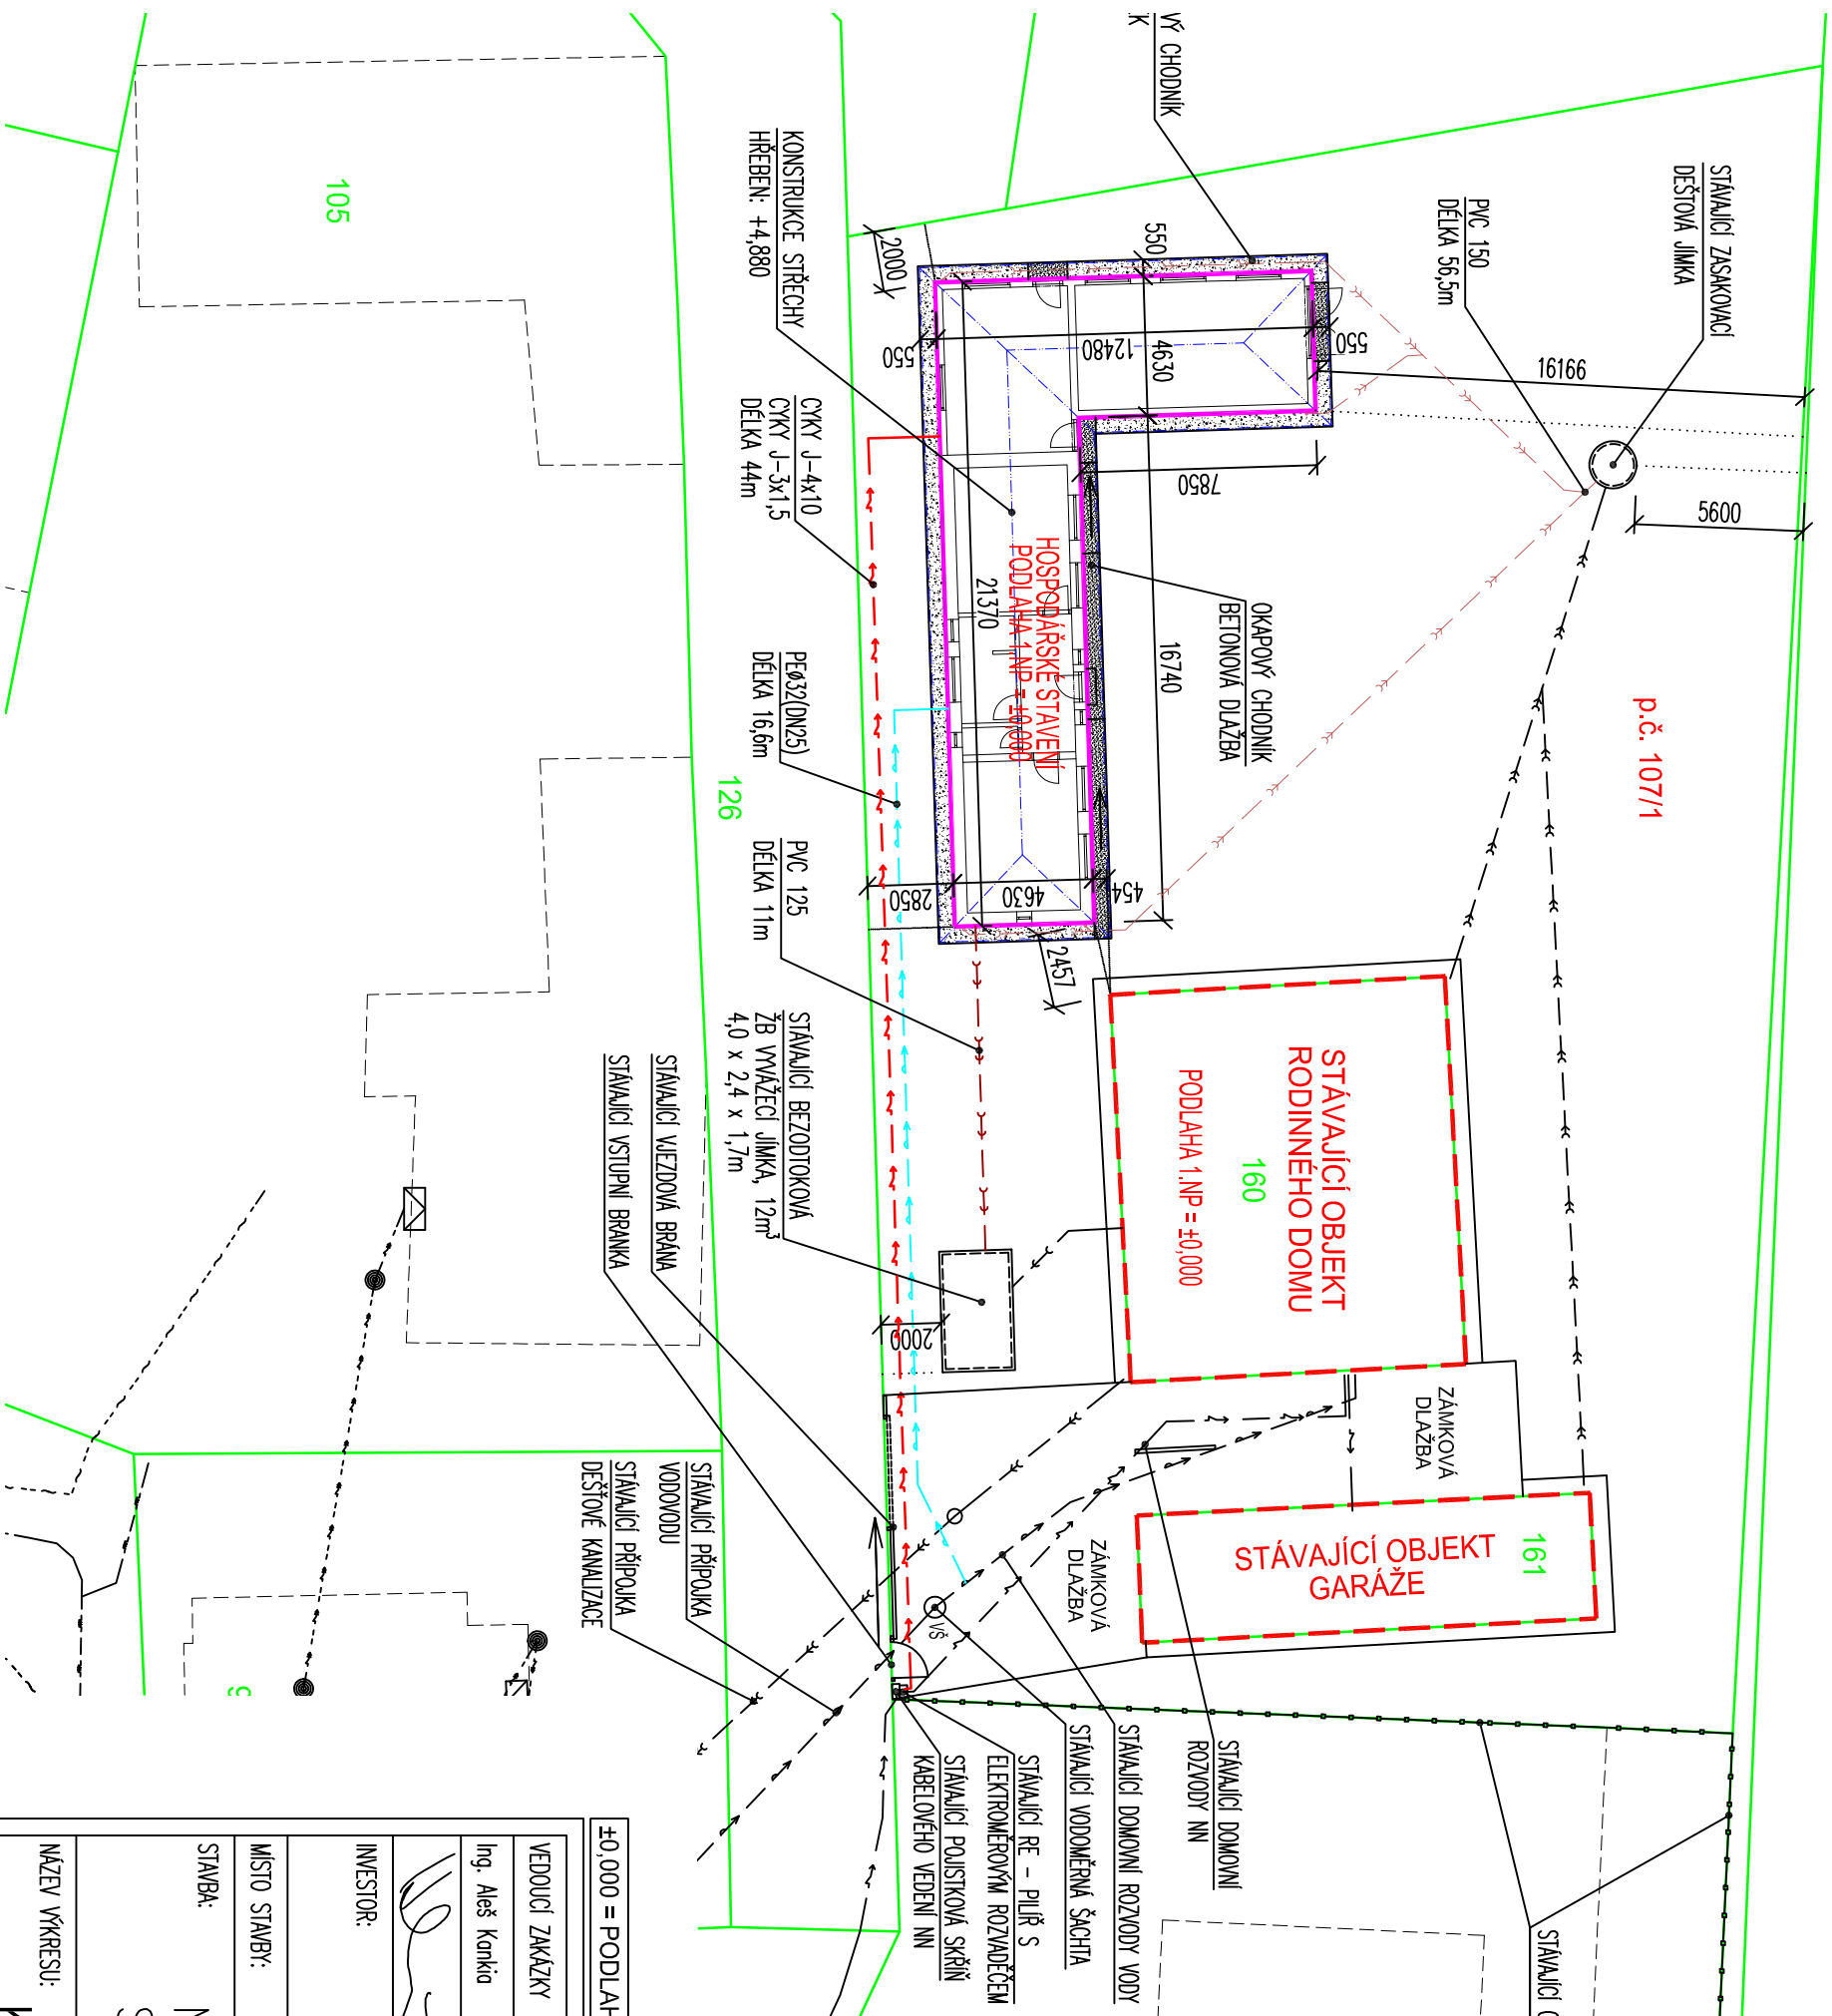 VÝ CHODNÍK
K
STÁVAJÍCÍ ZASAKOVACÍ
DEŠŤOVÁ JÍMKA
PVC 150
DÉLKA 56,5m
KONSTRUKCE STŘECHY
HŘEBEN: +4,880
105
2000
550
550
12480
4630
550
16166
7850
5600
CYKY J-4x10
CYKY J-3x1,5
DÉLKA 44m
HOSPODÁŘSKÉ STAVENÍ
PODLAHA 1.NP = ±0,000
21370
16740
OKAPOVÝ CHODNÍK
BETONOVÁ DLAŽBA
p.č. 107/1
PEØ32(DN25)
DÉLKA 16,6m
126
PVC 125
DÉLKA 11m
2850
4630
454
2457
STÁVAJÍCÍ BEZODTOKOVÁ
ŽB VYVÁŽECÍ JÍMKA, 12m³
4,0 x 2,4 x 1,7m
STÁVAJÍCÍ VJEZDOVÁ BRÁNA
STÁVAJÍCÍ VSTUPNÍ BRANKA
STÁVAJÍCÍ OBJEKT
RODINNÉHO DOMU
160
PODLAHA 1.NP = ±0,000
2000
ZÁMKOVÁ
DLAŽBA
ZÁMKOVÁ
DLAŽBA
161
STÁVAJÍCÍ OBJEKT
GARÁŽE
VŠ
STÁVAJÍCÍ PŘÍPOJKA
VODOVODU
STÁVAJÍCÍ PŘÍPOJKA
DEŠŤOVÉ KANALIZACE
STÁVAJÍCÍ DOMOVNÍ
ROZVODY NN
STÁVAJÍCÍ DOMOVNÍ ROZVODY VODY
STÁVAJÍCÍ VODOMĚRNÁ ŠACHTA
STÁVAJÍCÍ RE - PILÍŘ S
ELEKTROMĚROVÝM ROZVADĚČEM
STÁVAJÍCÍ POJISTKOVÁ SKŘÍŇ
KABELOVÉHO VEDENÍ NN
STÁVAJÍCÍ
±0,000 = PODLAH
VEDOUCÍ ZAKÁZKY
Ing. Aleš Kankia
INVESTOR:
MÍSTO STAVBY:
STAVBA:
NÁZEV VÝKRESU: